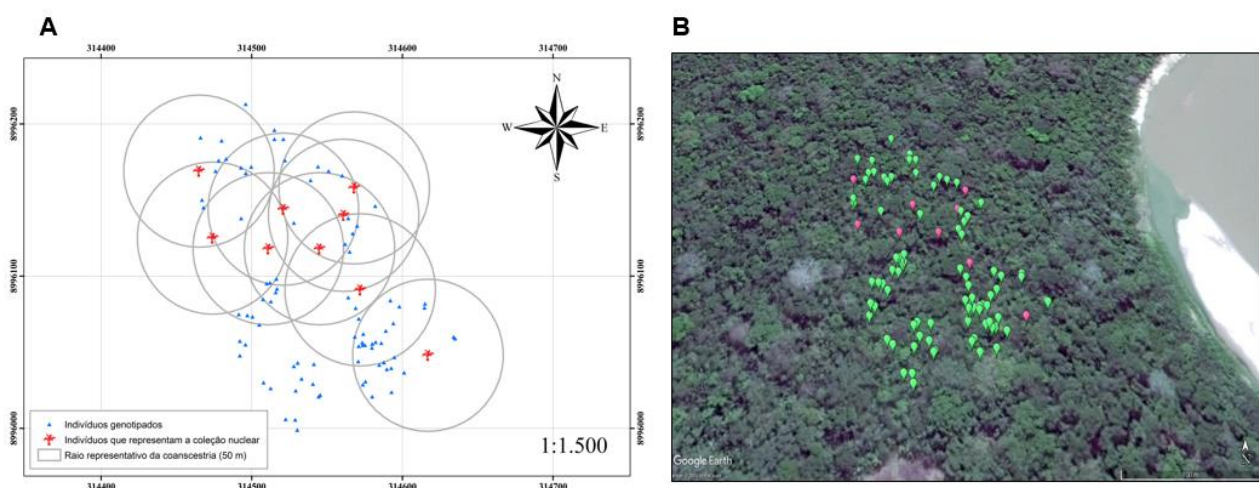 A
B
314400 314500 314600 314700
N
W E
S
8996200 8996200
8996100 8996100
8996000 8996000
Indivíduos genotipados
Indivíduos que representam a coleção nuclear
Raio representativo da coanscestria (50 m)
1:1.500
314400 314500 314600 314700
Google Earth